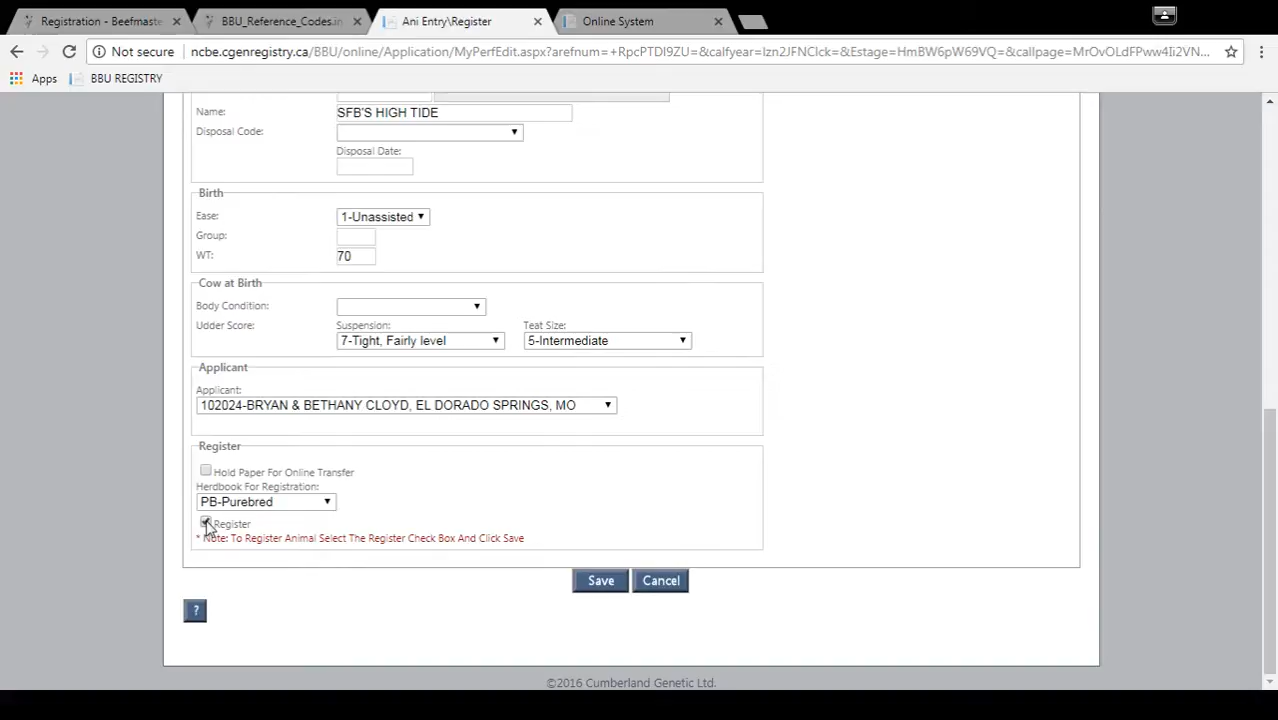 Registration - Beefmaste
BBU_Reference_Codes.in
Ani Entry\Register
Online System
Not secure
ncbe.cgenregistry.ca/BBU/online/Application/MyPerfEdit.aspx?arefnum=+RpcPTDI9ZU=&calfyear=Izn2JFNCIck=&Estage=HmBW6pW69VQ=&callpage=MrOvOLdFPww4Ii2VN...
Apps
BBU REGISTRY
Name:
SFB'S HIGH TIDE
Disposal Code:
Disposal Date:
Birth
Ease:
1-Unassisted
Group:
WT:
70
Cow at Birth
Body Condition:
Udder Score:
Suspension:
Teat Size:
7-Tight, Fairly level
5-Intermediate
Applicant
Applicant:
102024-BRYAN & BETHANY CLOYD, EL DORADO SPRINGS, MO
Register
Hold Paper For Online Transfer
Herdbook For Registration:
PB-Purebred
Register
* Note: To Register Animal Select The Register Check Box And Click Save
Save
Cancel
?
©2016 Cumberland Genetic Ltd.